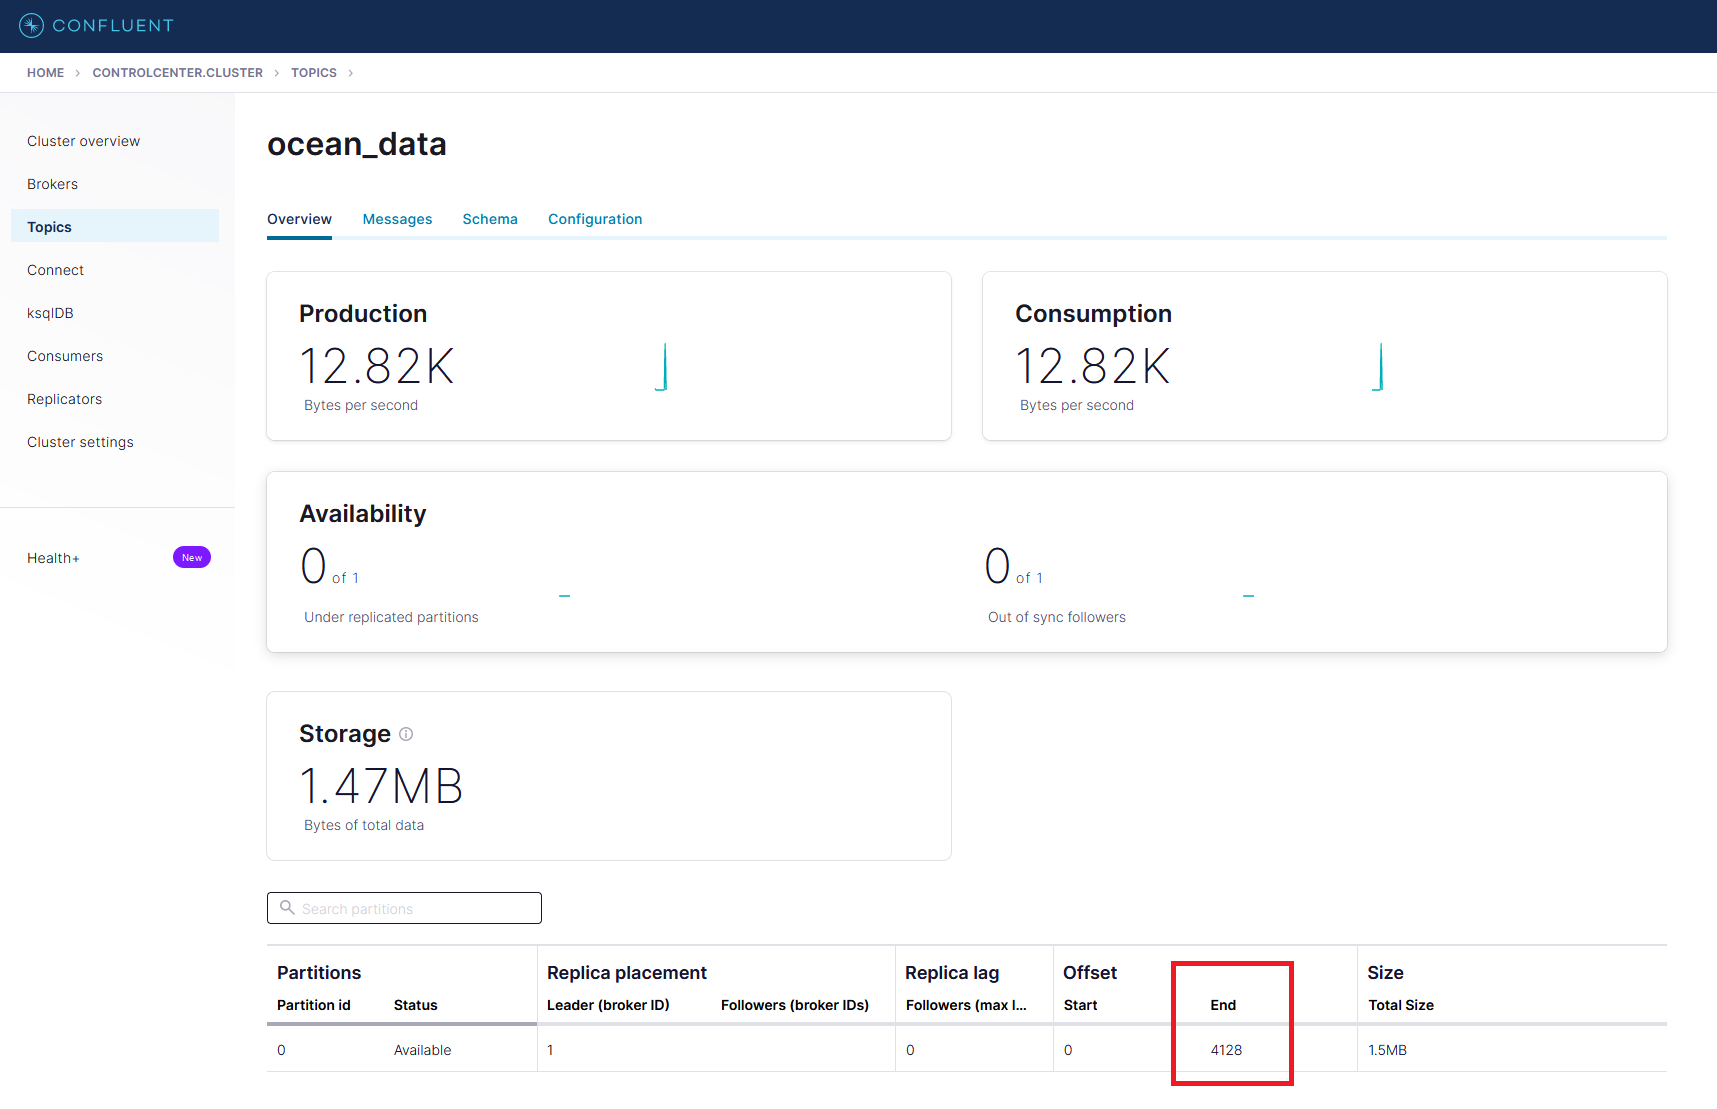 CONFLUENT
HOME > CONTROLCENTER.CLUSTER > TOPICS >
Cluster overview
Brokers
Topics
Connect
ksqlDB
Consumers
Replicators
Cluster settings
Health+ New
ocean_data
Overview Messages Schema Configuration
Production
12.82K
Bytes per second
Consumption
12.82K
Bytes per second
Availability
0 of 1
Under replicated partitions
0 of 1
Out of sync followers
Storage
1.47MB
Bytes of total data
Search partitions
Partitions Replica placement Replica lag Offset Size
Partition id Status Leader (broker ID) Followers (broker IDs) Followers (max l... Start End Total Size
0 Available 1 0 0 4128 1.5MB